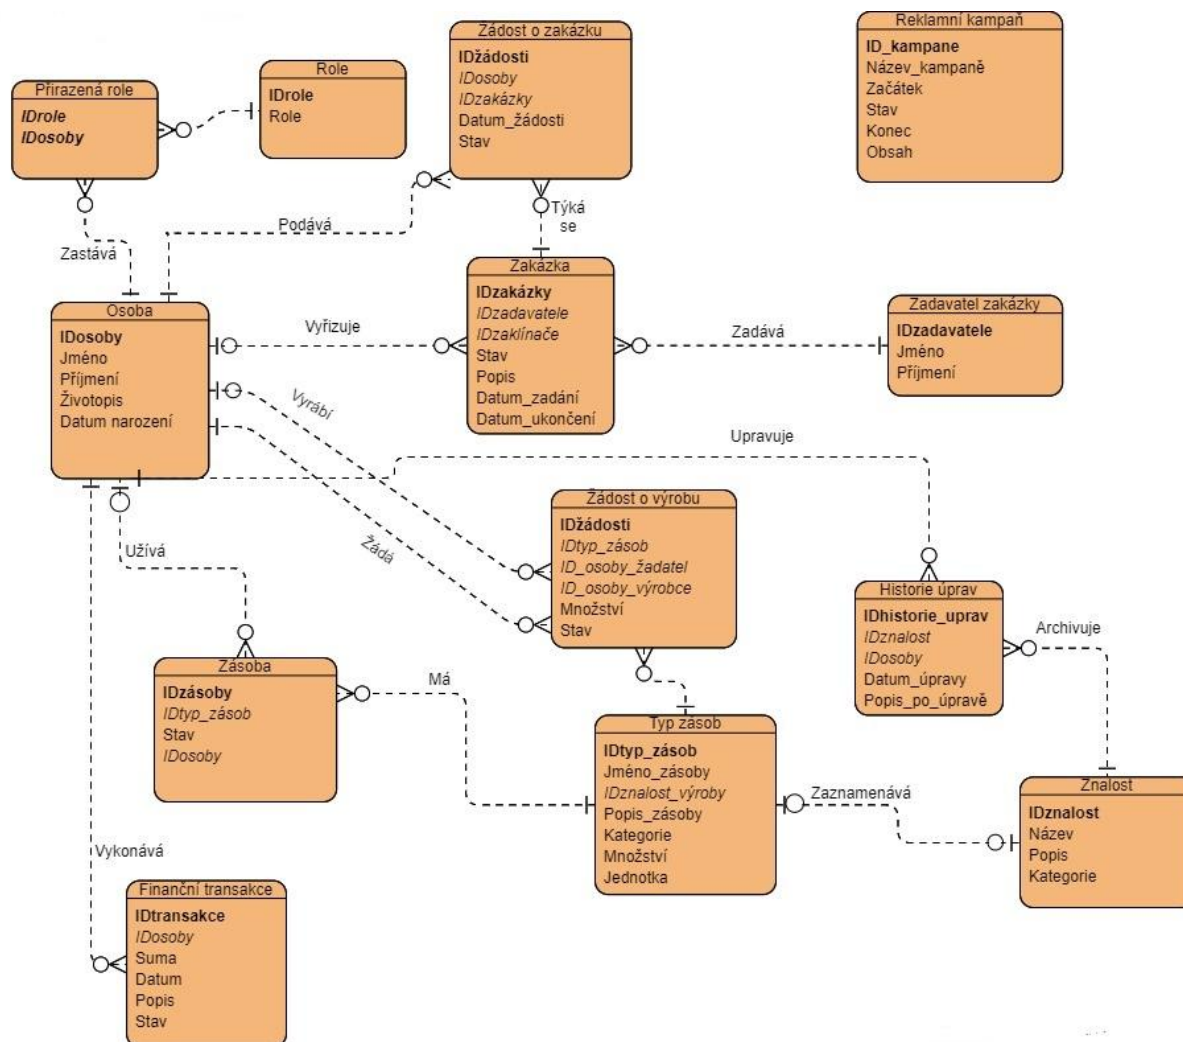 Žádost o zakázku
IDžádosti
IDosoby
IDzakázky
Datum_žádosti
Stav
Reklamní kampaň
ID_kampane
Název_kampaně
Začátek
Stav
Konec
Obsah
Role
IDrole
Role
Přirazená role
IDrole
IDosoby
Podává
Týká
se
Zastává
Zakázka
IDzakázky
IDzadavatele
IDzaklínače
Stav
Popis
Datum_zadání
Datum_ukončení
Zadavatel zakázky
IDzadavatele
Jméno
Příjmení
Osoba
IDosoby
Jméno
Příjmení
Životopis
Datum narození
Vyřizuje
Zadává
Vyrábí
Upravuje
Žádá
Užívá
Žádost o výrobu
IDžádosti
IDtyp_zásob
ID_osoby_žadatel
ID_osoby_výrobce
Množství
Stav
Historie úprav
IDhistorie_uprav
IDznalost
IDosoby
Datum_úpravy
Popis_po_úpravě
Archivuje
Zásoba
IDzásoby
IDtyp_zásob
Stav
IDosoby
Má
Typ zásob
IDtyp_zásob
Jméno_zásoby
IDznalost_výroby
Popis_zásoby
Kategorie
Množství
Jednotka
Zaznamenává
Znalost
IDznalost
Název
Popis
Kategorie
Vykonává
Finanční transakce
IDtransakce
IDosoby
Suma
Datum
Popis
Stav